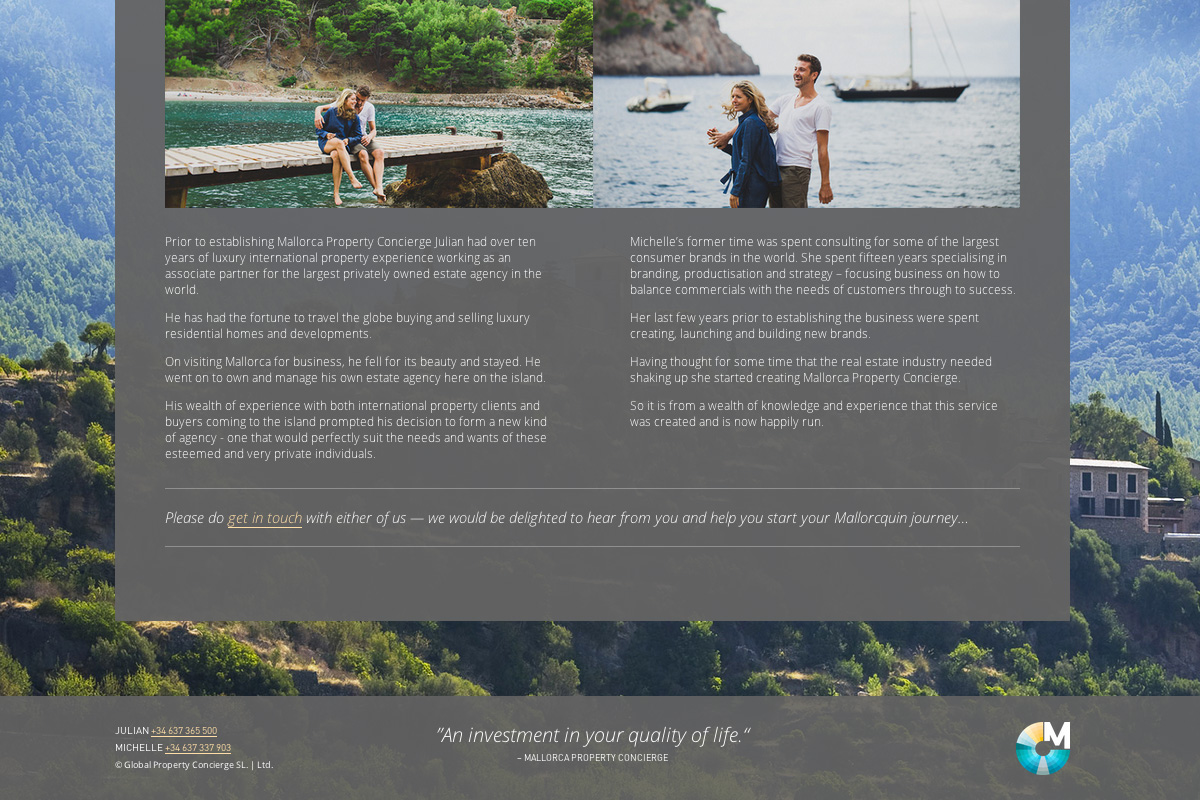 Prior to establishing Mallorca Property Concierge Julian had over ten
years of luxury international property experience working as an
associate partner for the largest privately owned estate agency in the
world.
He has had the fortune to travel the globe buying and selling luxury
residential homes and developments.
On visiting Mallorca for business, he fell for its beauty and stayed. He
went on to own and manage his own estate agency here on the island.
His wealth of experience with both international property clients and
buyers coming to the island prompted his decision to form a new kind
of agency - one that would perfectly suit the needs and wants of these
esteemed and very private individuals.
Michelle’s former time was spent consulting for some of the largest
consumer brands in the world. She spent fifteen years specialising in
branding, productisation and strategy – focusing business on how to
balance commercials with the needs of customers through to success.
Her last few years prior to establishing the business were spent
creating, launching and building new brands.
Having thought for some time that the real estate industry needed
shaking up she started creating Mallorca Property Concierge.
So it is from a wealth of knowledge and experience that this service
was created and is now happily run.
Please do get in touch with either of us — we would be delighted to hear from you and help you start your Mallorcquin journey...
JULIAN +34 637 365 500
MICHELLE +34 637 337 903
© Global Property Concierge SL. | Ltd.
”An investment in your quality of life.“
– MALLORCA PROPERTY CONCIERGE
M